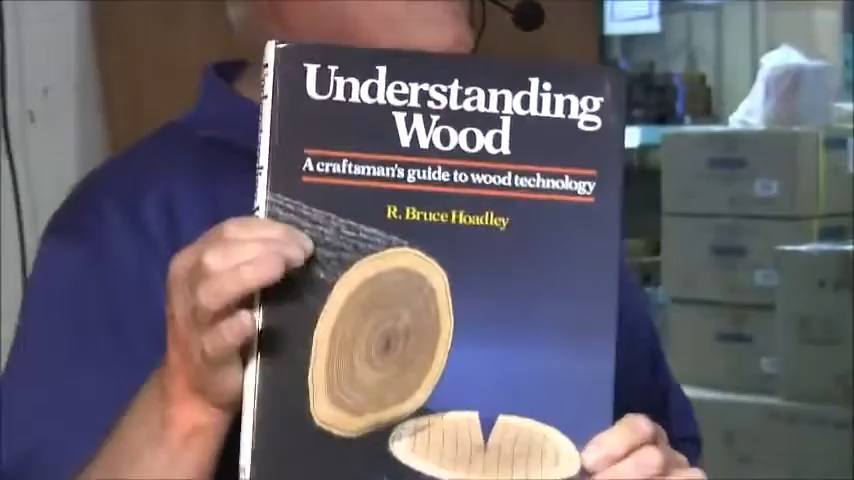 Understanding
Wood
A craftsman's guide to wood technology
R. Bruce Hoadley